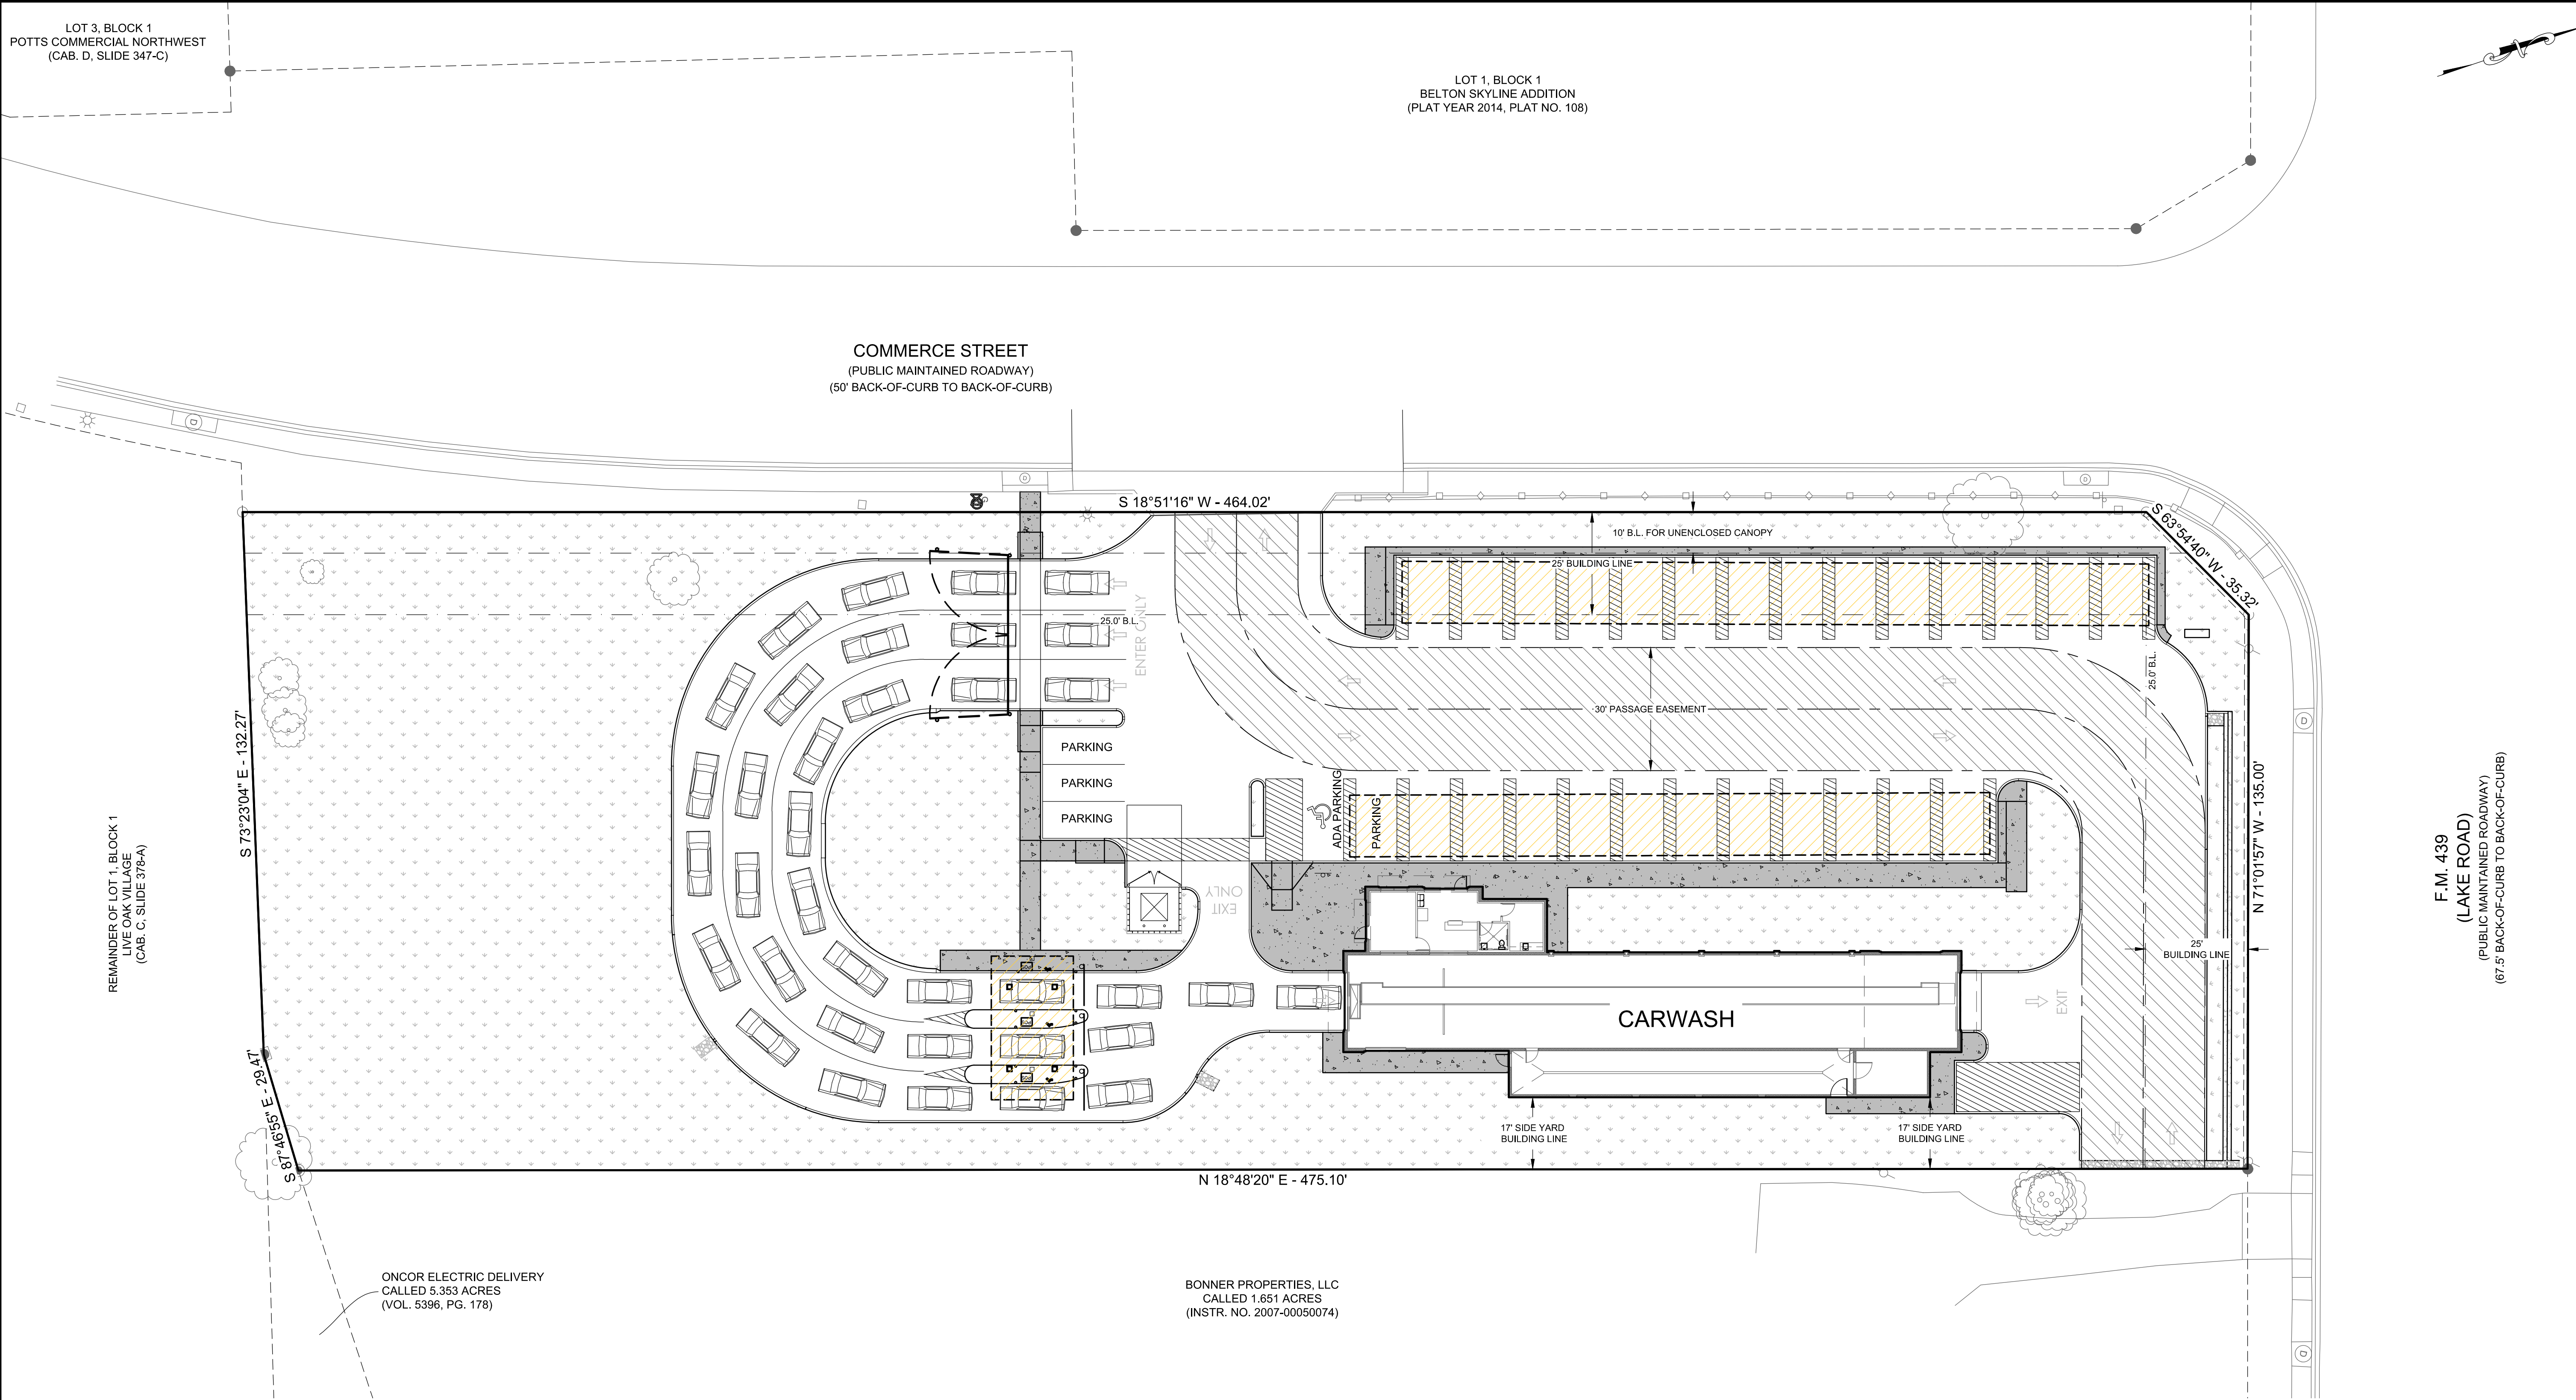 LOT 3, BLOCK 1
POTTS COMMERCIAL NORTHWEST
(CAB. D, SLIDE 347-C)
LOT 1, BLOCK 1
BELTON SKYLINE ADDITION
(PLAT YEAR 2014, PLAT NO. 108)
COMMERCE STREET
(PUBLIC MAINTAINED ROADWAY)
(50' BACK-OF-CURB TO BACK-OF-CURB)
D
D
D
S 18°51'16" W - 464.02'
S 63°54'40" W - 35.32'
10' B.L. FOR UNENCLOSED CANOPY
25' BUILDING LINE
25.0' B.L.
ENTER ONLY
25.0' B.L.
30' PASSAGE EASEMENT
D
PARKING
PARKING
PARKING
ADA PARKING
PARKING
S 73°23'04" E - 132.27'
N 71°01'57" W - 135.00'
REMAINDER OF LOT 1, BLOCK 1
LIVE OAK VILLAGE
(CAB. C, SLIDE 378-A)
F.M. 439
(LAKE ROAD)
(PUBLIC MAINTAINED ROADWAY)
(67.5' BACK-OF-CURB TO BACK-OF-CURB)
EXIT
ONLY
25'
BUILDING LINE
CARWASH
EXIT
S 87°46'55" E - 29.47'
17' SIDE YARD
BUILDING LINE
17' SIDE YARD
BUILDING LINE
N 18°48'20" E - 475.10'
ONCOR ELECTRIC DELIVERY
CALLED 5.353 ACRES
(VOL. 5396, PG. 178)
BONNER PROPERTIES, LLC
CALLED 1.651 ACRES
(INSTR. NO. 2007-00050074)
D